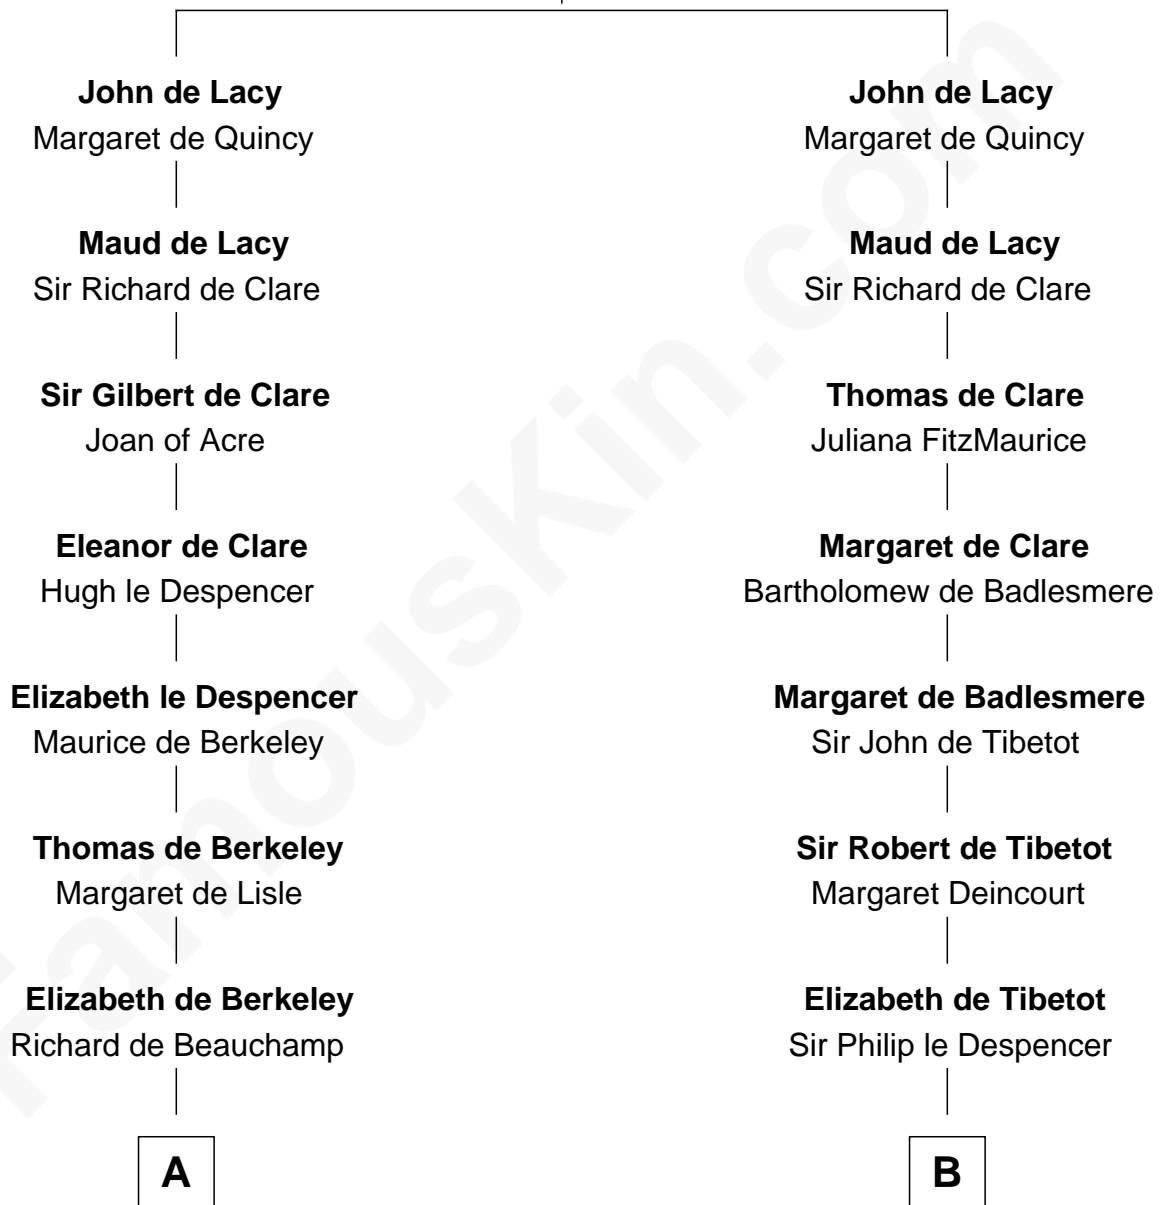 John de Lacy
Margaret de Quincy
John de Lacy
Margaret de Quincy
Maud de Lacy
Sir Richard de Clare
Maud de Lacy
Sir Richard de Clare
Sir Gilbert de Clare
Joan of Acre
Thomas de Clare
Juliana FitzMaurice
Eleanor de Clare
Hugh le Despencer
Margaret de Clare
Bartholomew de Badlesmere
Elizabeth le Despencer
Maurice de Berkeley
Margaret de Badlesmere
Sir John de Tibetot
Thomas de Berkeley
Margaret de Lisle
Sir Robert de Tibetot
Margaret Deincourt
Elizabeth de Berkeley
Richard de Beauchamp
Elizabeth de Tibetot
Sir Philip le Despencer
A
B
FamousKin.com